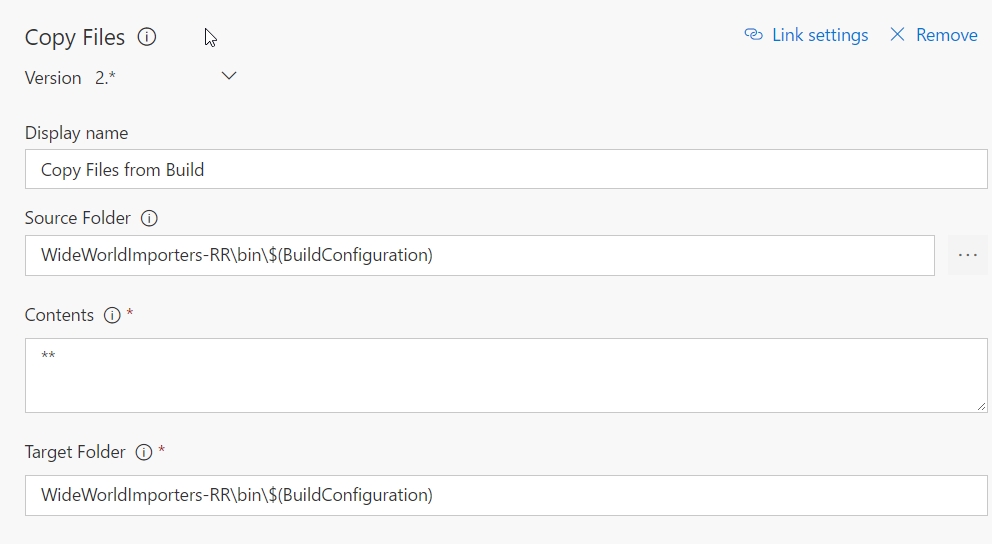 Copy Files
Link settings
Remove
Version 2.*
Display name
Copy Files from Build
Source Folder
WideWorldImporters-RR\bin\$(BuildConfiguration)
...
Contents *
**
Target Folder *
WideWorldImporters-RR\bin\$(BuildConfiguration)